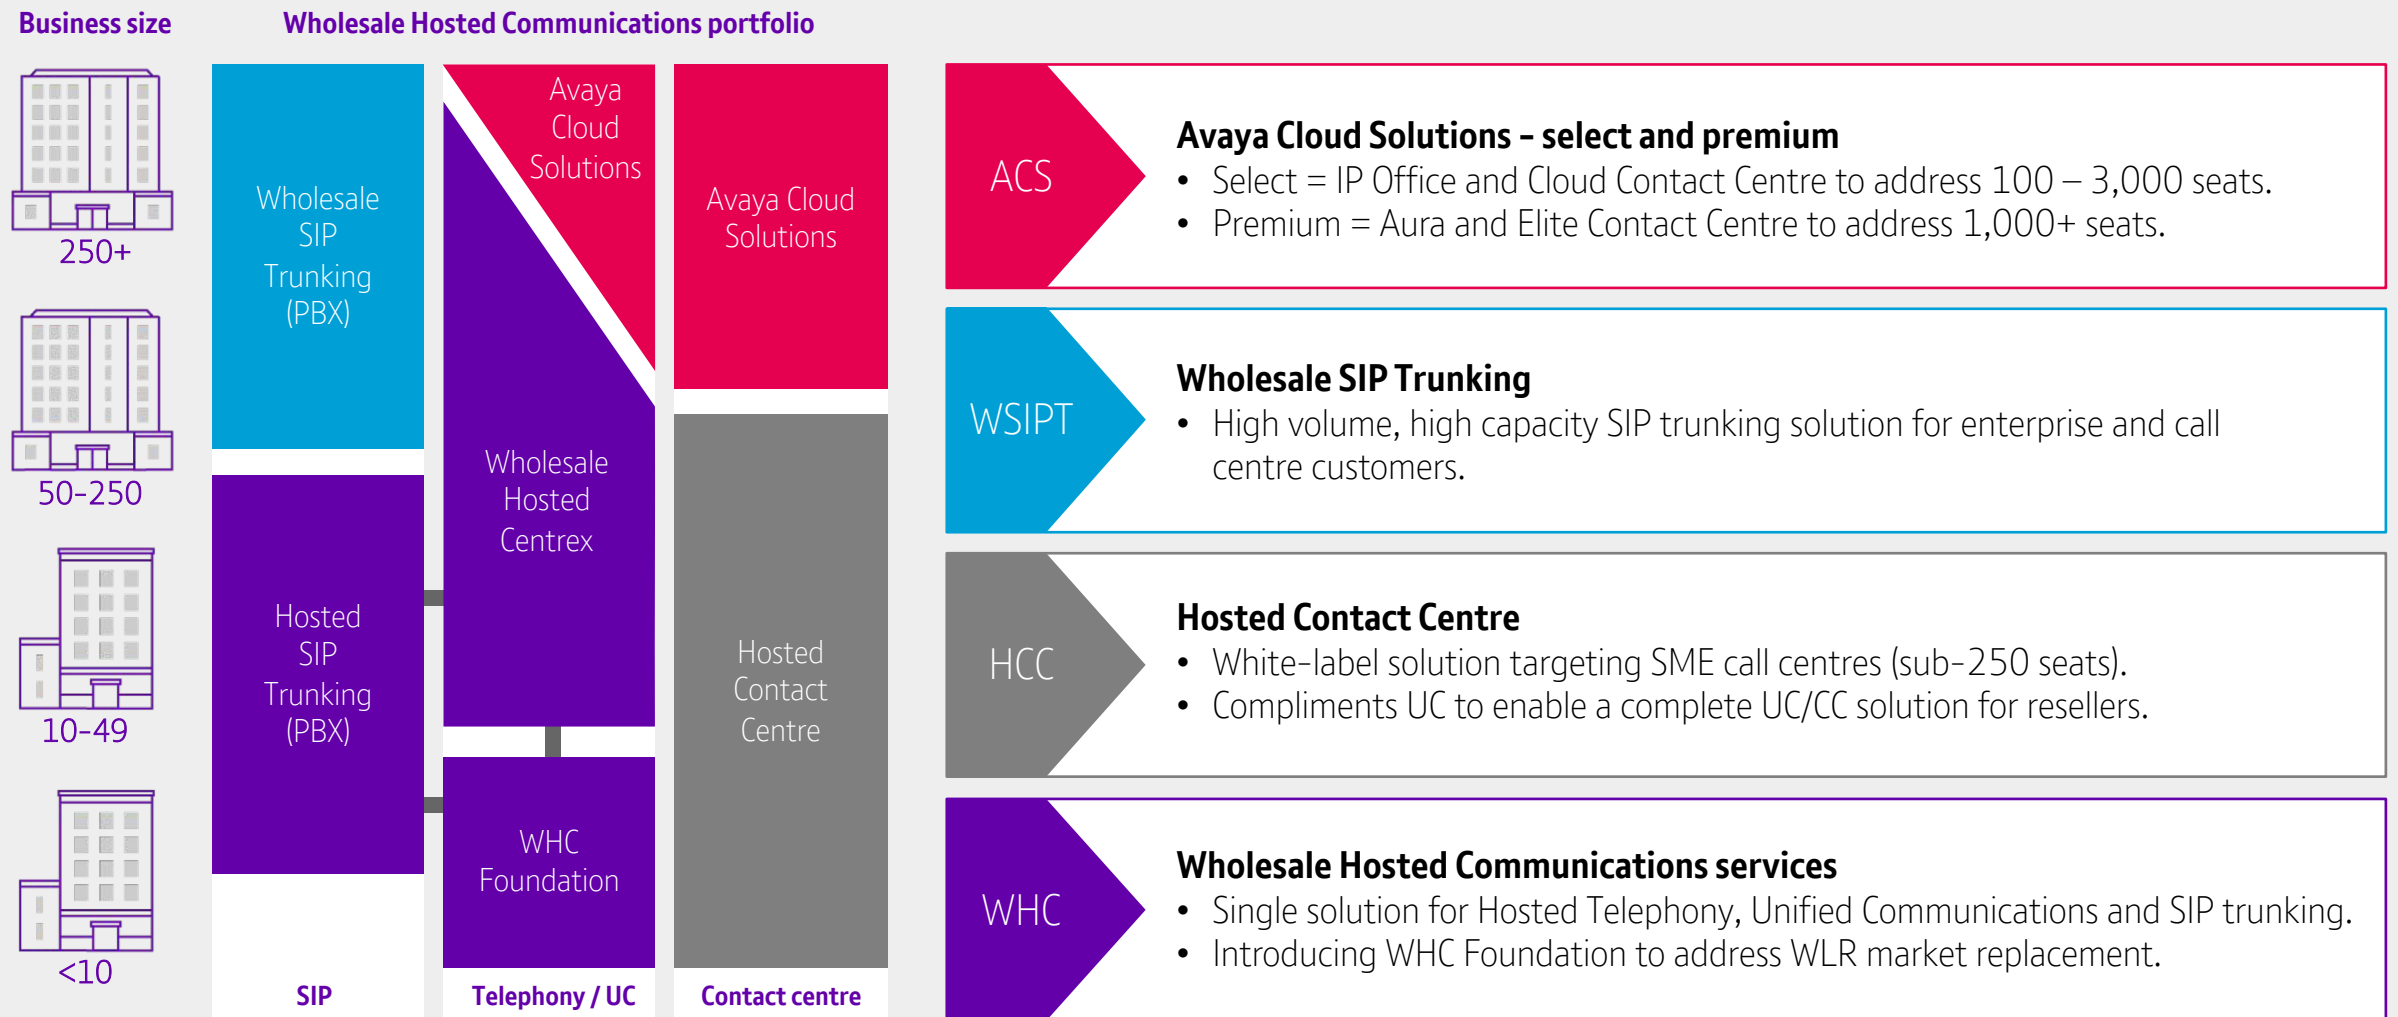 Business size
Wholesale Hosted Communications portfolio
250+
50-250
10-49
<10
Wholesale
SIP
Trunking
(PBX)
Hosted
SIP
Trunking
(PBX)
SIP
Avaya
Cloud
Solutions
Wholesale
Hosted
Centrex
WHC
Foundation
Telephony / UC
Avaya Cloud
Solutions
Hosted
Contact
Centre
Contact centre
ACS
Avaya Cloud Solutions – select and premium
• Select = IP Office and Cloud Contact Centre to address 100 – 3,000 seats.
• Premium = Aura and Elite Contact Centre to address 1,000+ seats.
WSIPT
Wholesale SIP Trunking
• High volume, high capacity SIP trunking solution for enterprise and call
centre customers.
HCC
Hosted Contact Centre
• White-label solution targeting SME call centres (sub-250 seats).
• Compliments UC to enable a complete UC/CC solution for resellers.
WHC
Wholesale Hosted Communications services
• Single solution for Hosted Telephony, Unified Communications and SIP trunking.
• Introducing WHC Foundation to address WLR market replacement.